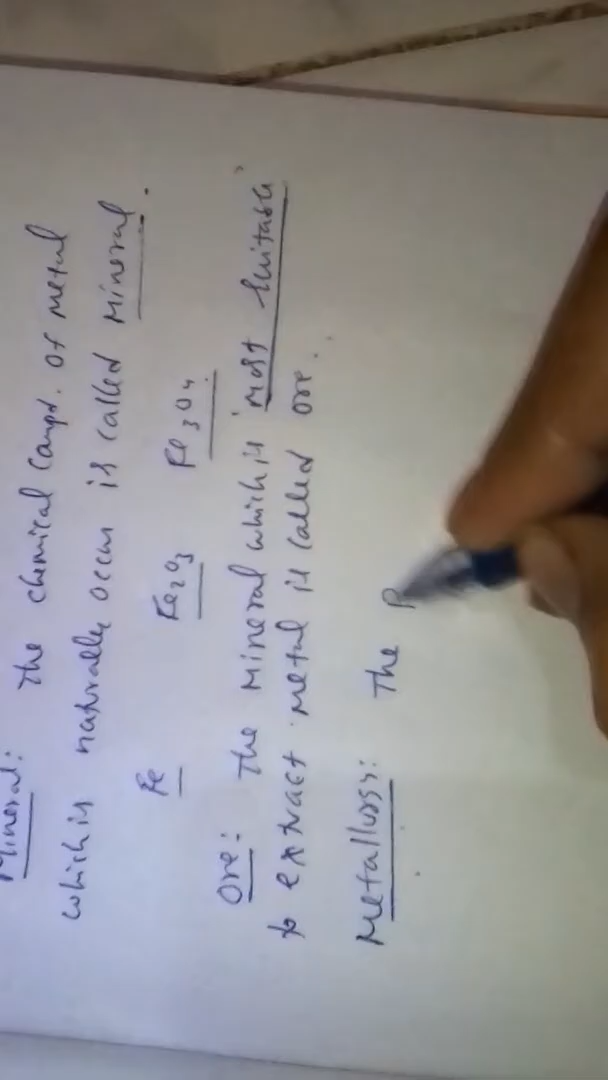 Mineral: The chemical Compd. of metal
which is naturally occur is called Mineral.
Fe Fe2O3 Fe3O4.
Ore: The Mineral which is 'most suitable'
to extract metal is called ore.
Metallurgy: The P